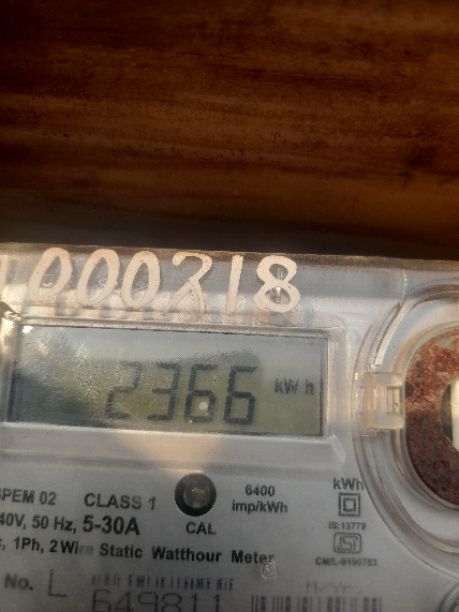 000218
2366 kWh
SPEM 02 CLASS 1 6400 imp/kWh kWh
40V, 50 Hz, 5-30A CAL IS:13779
1Ph, 2 Wire Static Watthour Meter
No. L 649811